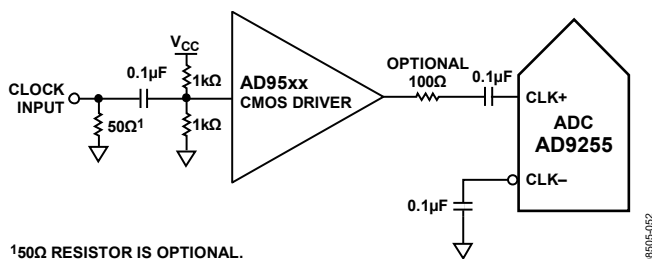 VCC
OPTIONAL
100Ω
0.1µF
0.1µF
1kΩ
CLOCK
INPUT
AD95xx
CMOS DRIVER
CLK+
50Ω1
1kΩ
ADC
AD9255
CLK–
0.1µF
150Ω RESISTOR IS OPTIONAL.
08505-052